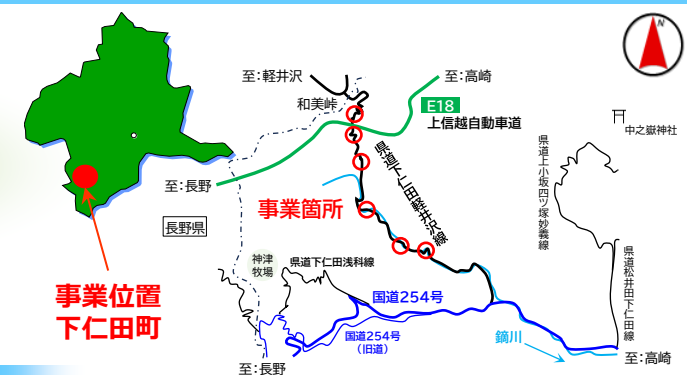 N
至:軽井沢
至:高崎
和美峠
E18
上信越自動車道
中之嶽神社
県道上小坂四ツ塚妙義線
県道下仁田軽井沢線
至:長野
事業箇所
長野県
神津
牧場
県道下仁田浅科線
県道松井田下仁田線
事業位置
下仁田町
国道254号
国道254号
(旧道)
鏑川
至:高崎
至:長野